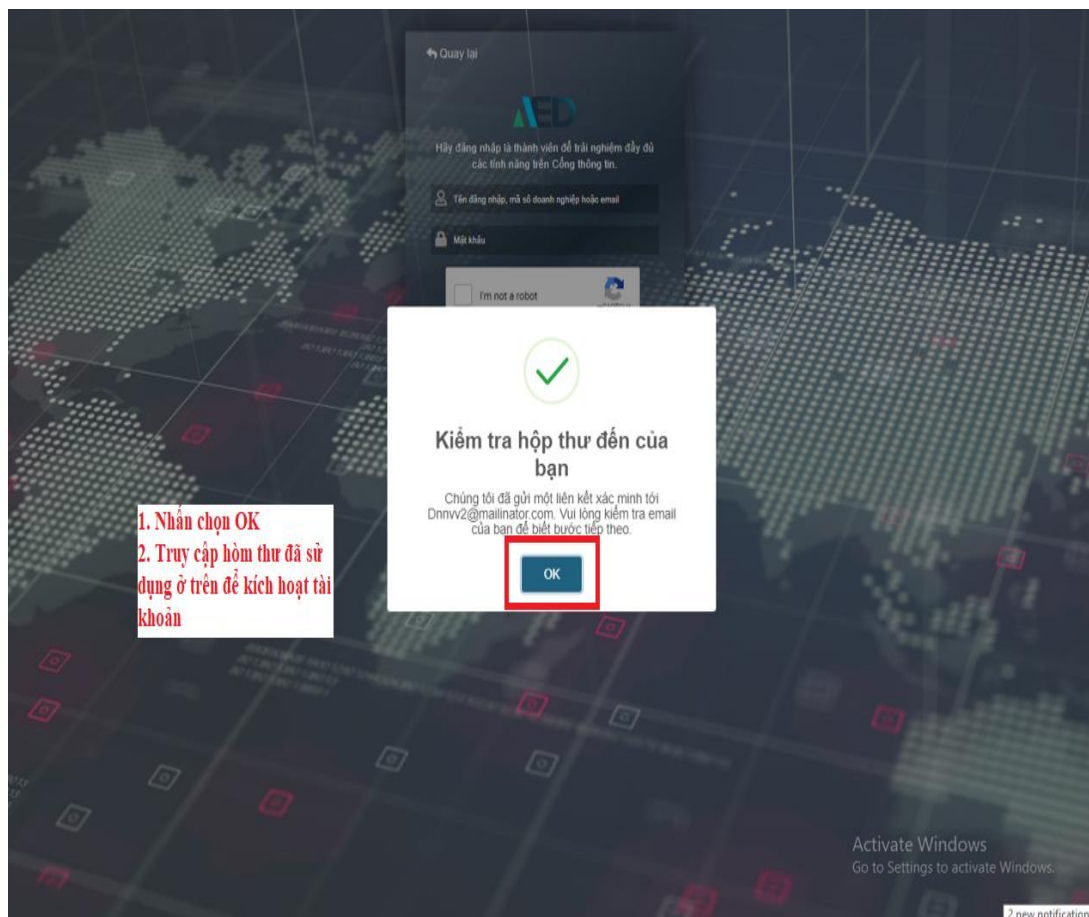 Quay lại
AED
Hãy đăng nhập là thành viên để trải nghiệm đầy đủ
các tính năng trên Cổng thông tin.
Tên đăng nhập, mã số doanh nghiệp hoặc email
Mật khẩu
I'm not a robot
Kiểm tra hộp thư đến của
bạn
Chúng tôi đã gửi một liên kết xác minh tới
Dnnvv2@mailinator.com. Vui lòng kiểm tra email
của bạn để biết bước tiếp theo.
OK
1. Nhấn chọn OK
2. Truy cập hòm thư đã sử
dụng ở trên để kích hoạt tài
khoản
Activate Windows
Go to Settings to activate Windows.
2 new notification